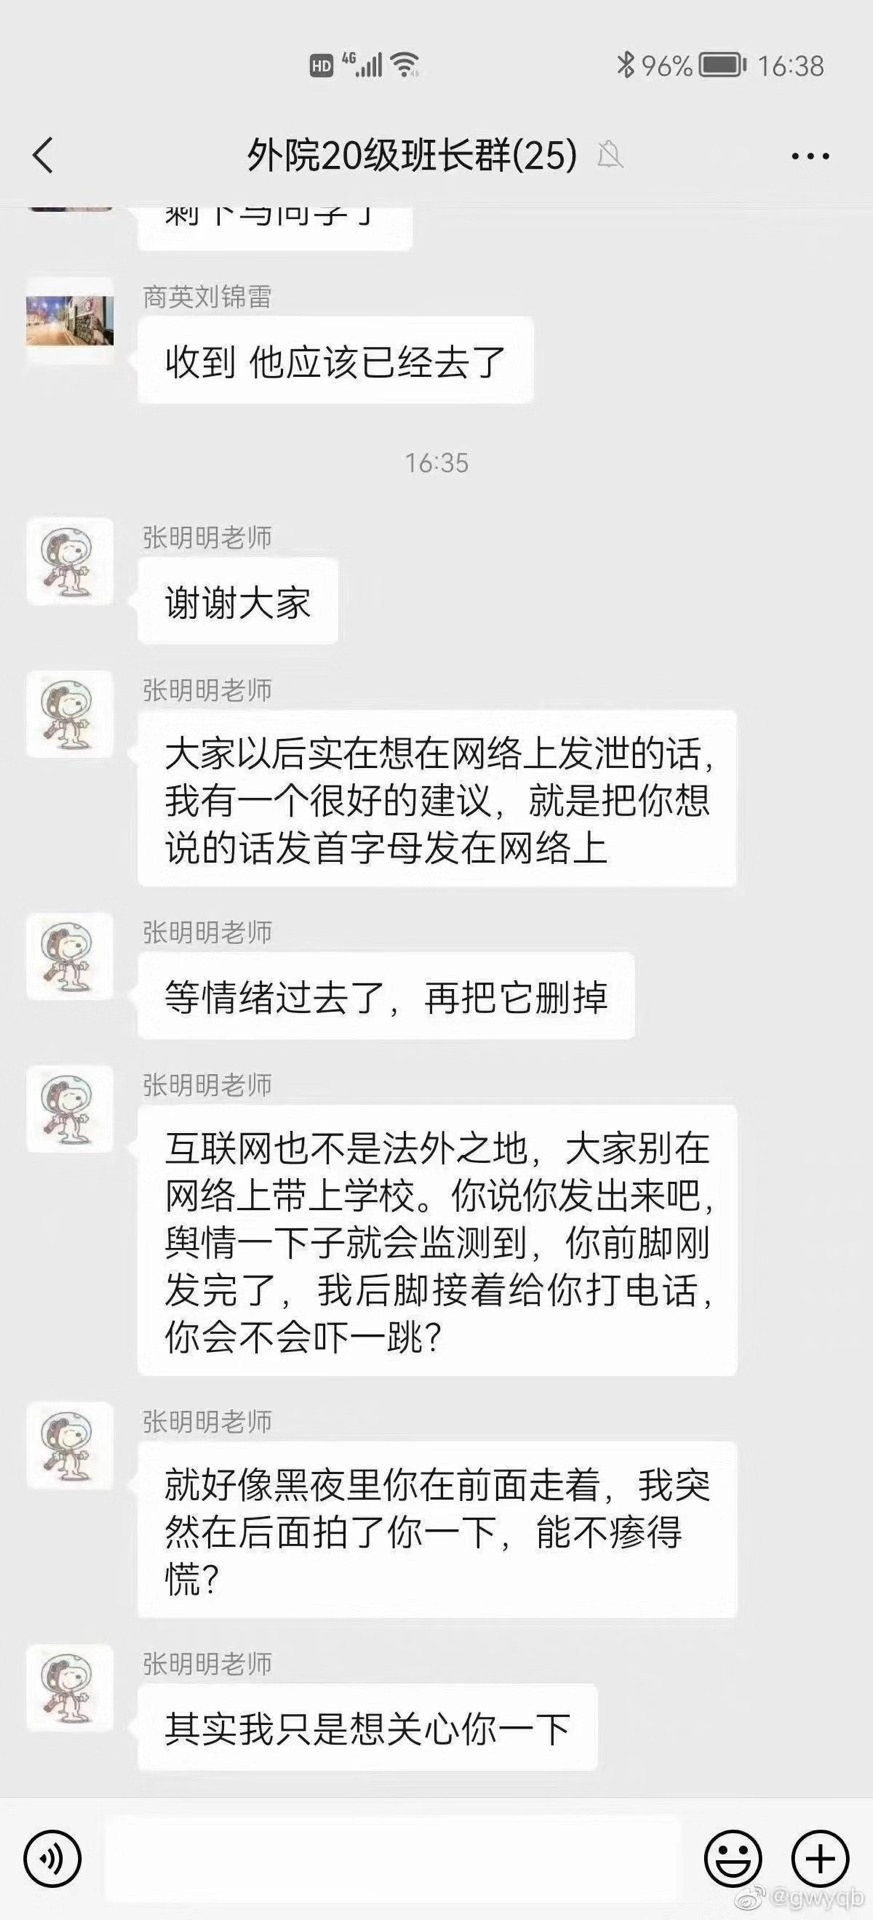 HD 4G 96% 16:38
外院20级班长群(25)
剩下马同学了
商英刘锦雷
收到 他应该已经去了
16:35
张明明老师
谢谢大家
张明明老师
大家以后实在想在网络上发泄的话，
我有一个很好的建议，就是把你想
说的话发首字母发在网络上
张明明老师
等情绪过去了，再把它删掉
张明明老师
互联网也不是法外之地，大家别在
网络上带上学校。你说你发出来吧，
舆情一下子就会监测到，你前脚刚
发完了，我后脚接着给你打电话，
你会不会吓一跳？
张明明老师
就好像黑夜里你在前面走着，我突
然在后面拍了你一下，能不瘆得
慌？
张明明老师
其实我只是想关心你一下
@gwyqb